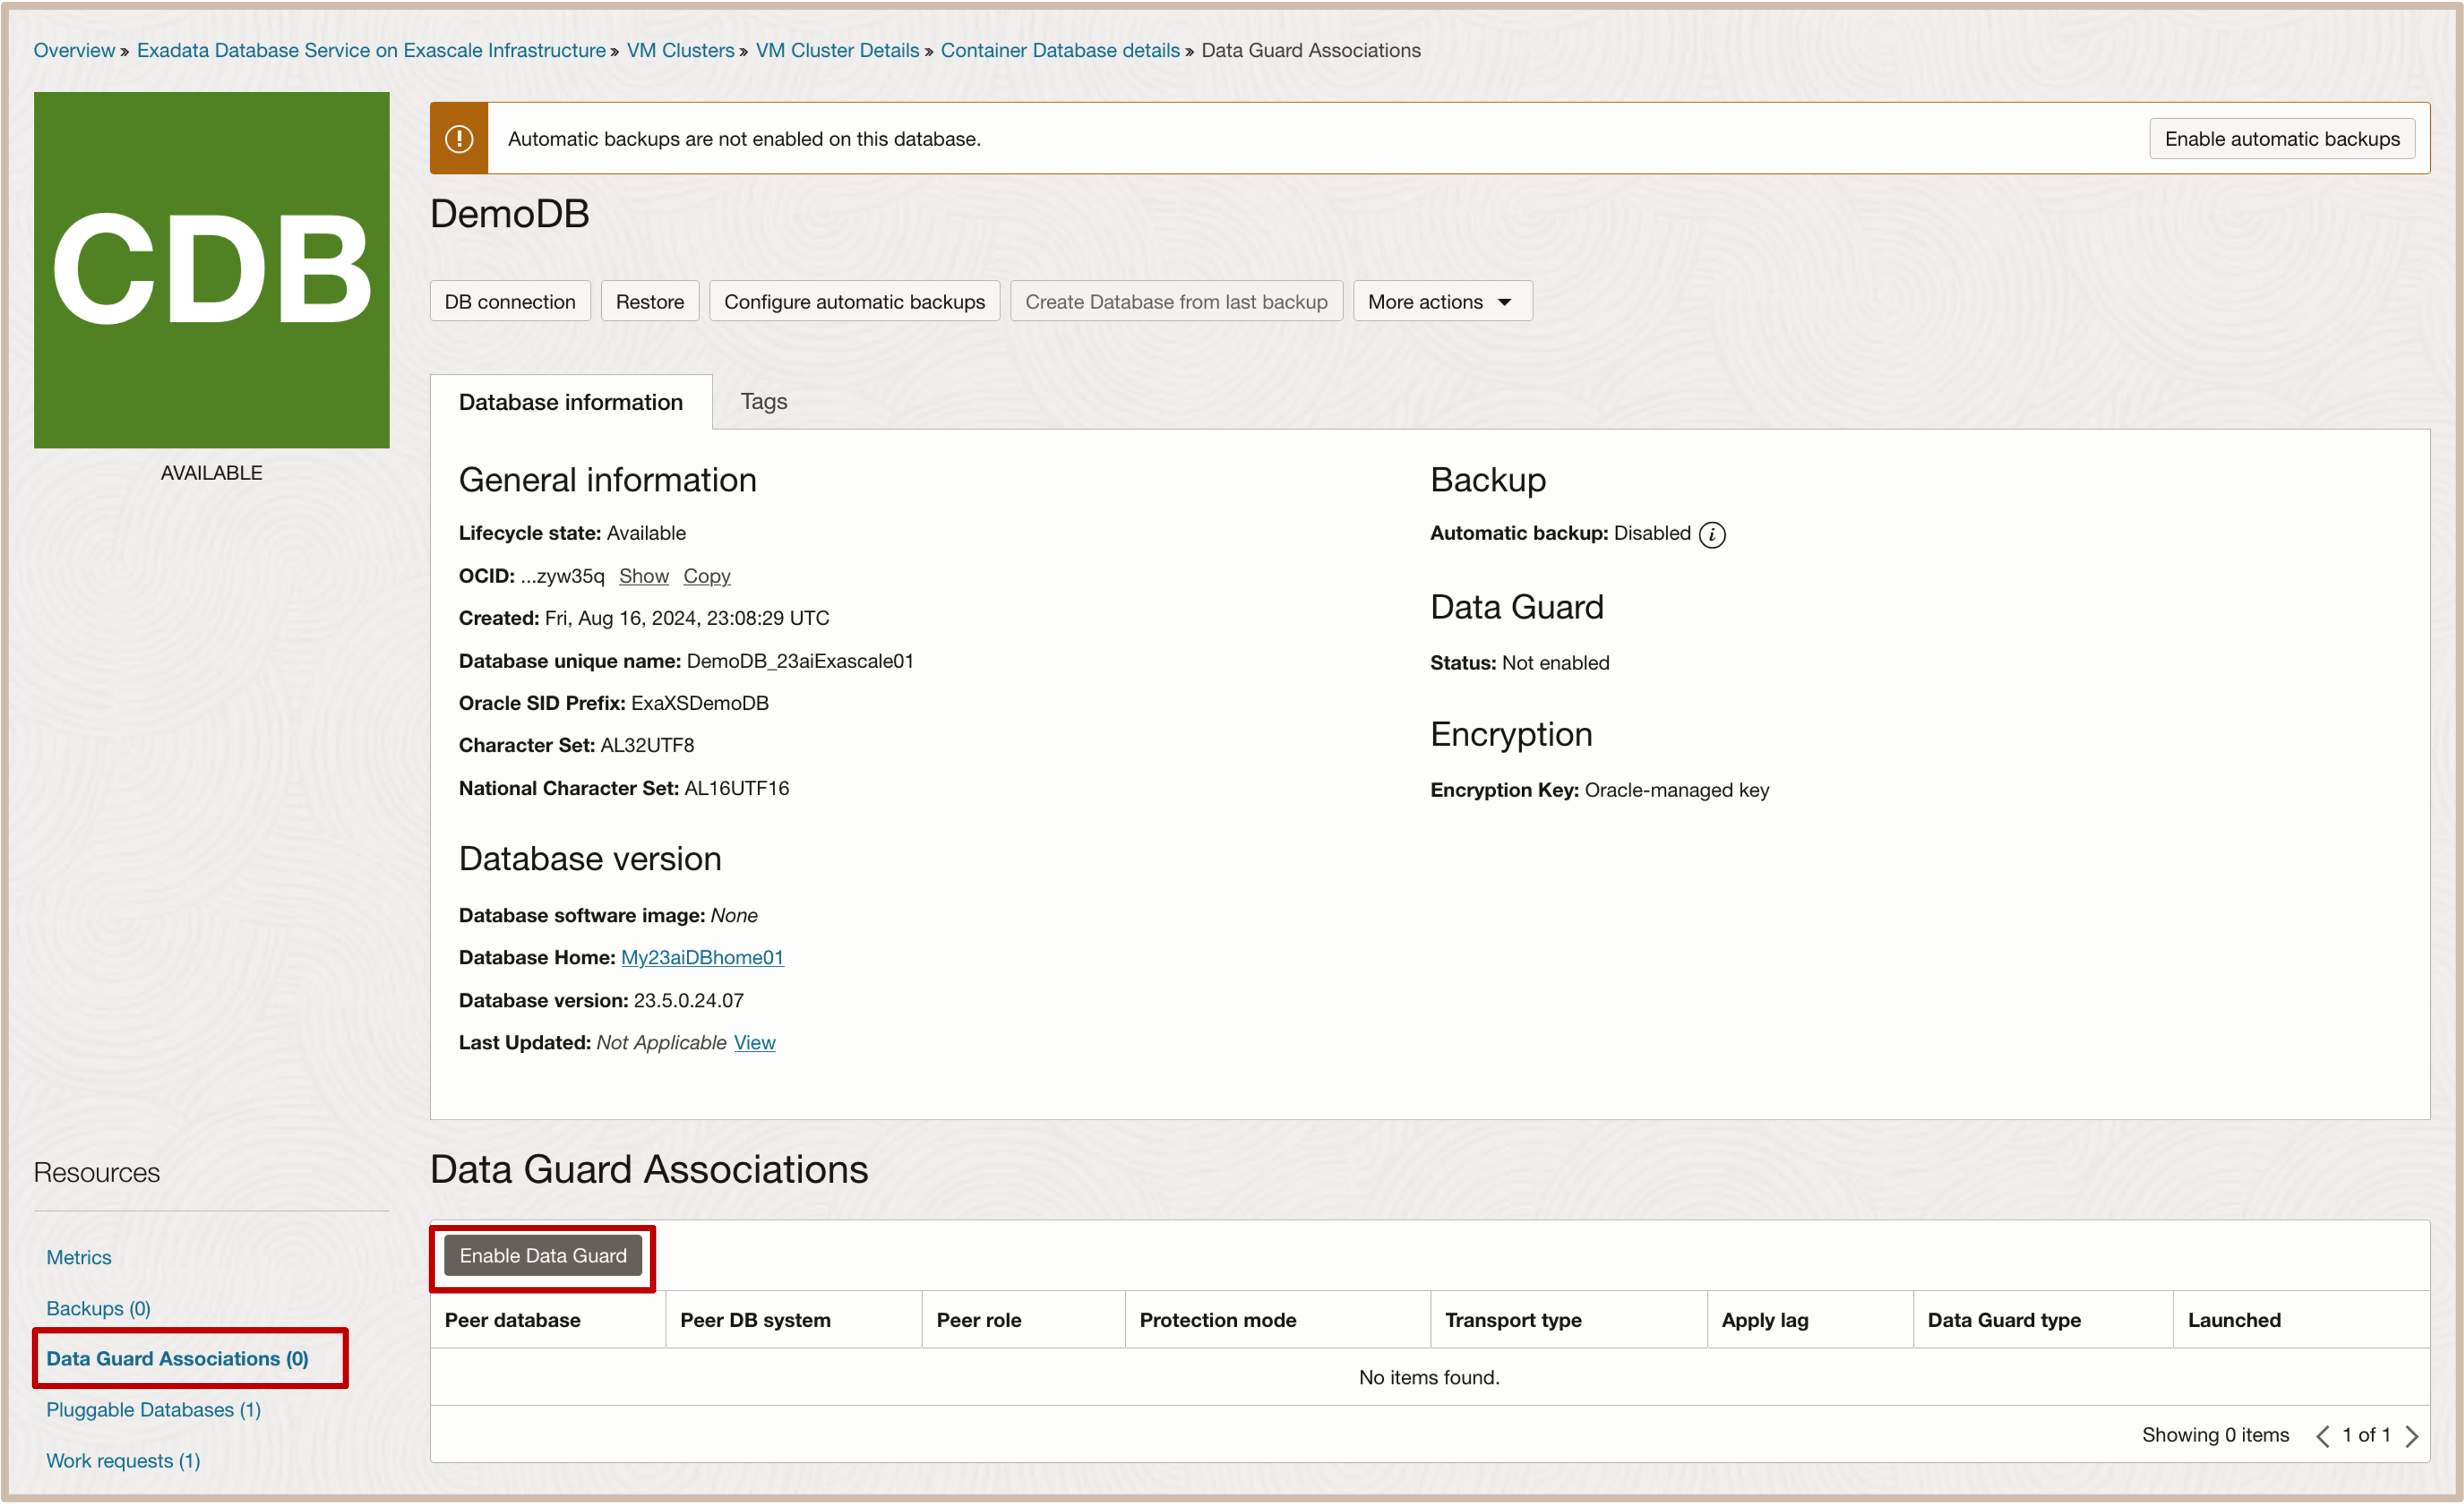 Overview » Exadata Database Service on Exascale Infrastructure » VM Clusters » VM Cluster Details » Container Database details » Data Guard Associations
CDB
AVAILABLE
Automatic backups are not enabled on this database.
Enable automatic backups
DemoDB
DB connection
Restore
Configure automatic backups
Create Database from last backup
More actions
Database information
Tags
General information
Lifecycle state: Available
OCID: ...zyw35q Show Copy
Created: Fri, Aug 16, 2024, 23:08:29 UTC
Database unique name: DemoDB_23aiExascale01
Oracle SID Prefix: ExaXSDemoDB
Character Set: AL32UTF8
National Character Set: AL16UTF16
Database version
Database software image: None
Database Home: My23aiDBhome01
Database version: 23.5.0.24.07
Last Updated: Not Applicable View
Backup
Automatic backup: Disabled i
Data Guard
Status: Not enabled
Encryption
Encryption Key: Oracle-managed key
Resources
Metrics
Backups (0)
Data Guard Associations (0)
Pluggable Databases (1)
Work requests (1)
Data Guard Associations
Enable Data Guard
Peer database
Peer DB system
Peer role
Protection mode
Transport type
Apply lag
Data Guard type
Launched
No items found.
Showing 0 items < 1 of 1 >